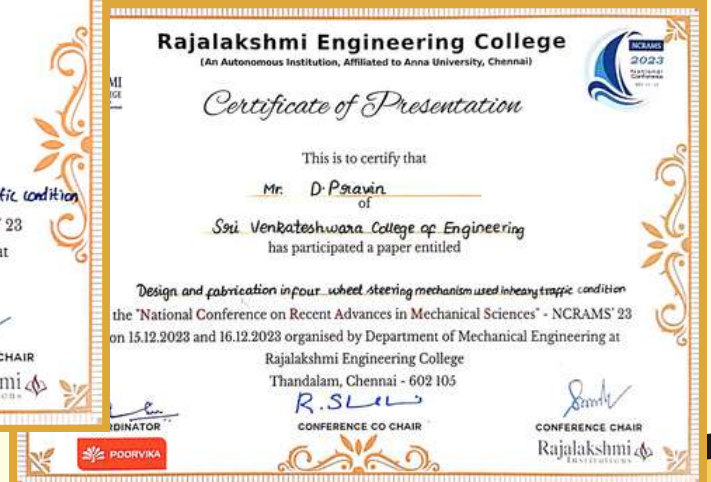 Rajalakshmi Engineering College
(An Autonomous Institution, Affiliated to Anna University, Chennai)
NCRAMS
2023
National
Conference
Certificate of Presentation
This is to certify that
Mr. D.Pravin
of
Sri Venkateshwara College of Engineering
has participated a paper entitled
Design and fabrication in four wheel steering mechanism used in heavy traffic condition
the "National Conference on Recent Advances in Mechanical Sciences" - NCRAMS' 23
on 15.12.2023 and 16.12.2023 organised by Department of Mechanical Engineering at
Rajalakshmi Engineering College
Thandalam, Chennai - 602 105
CONFERENCE CO CHAIR
CONFERENCE CHAIR
POORVIKA
Rajalakshmi
Institutions
condition
23
at
CHAIR